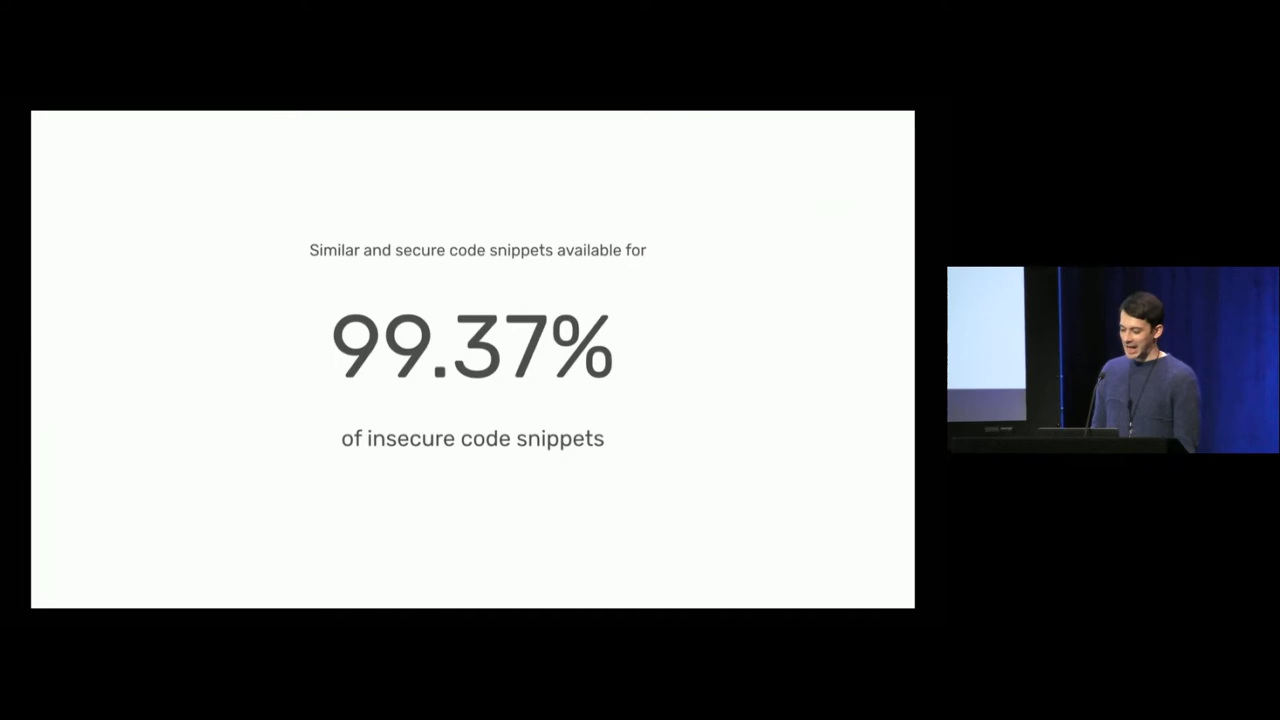 Similar and secure code snippets available for
99.37%
of insecure code snippets